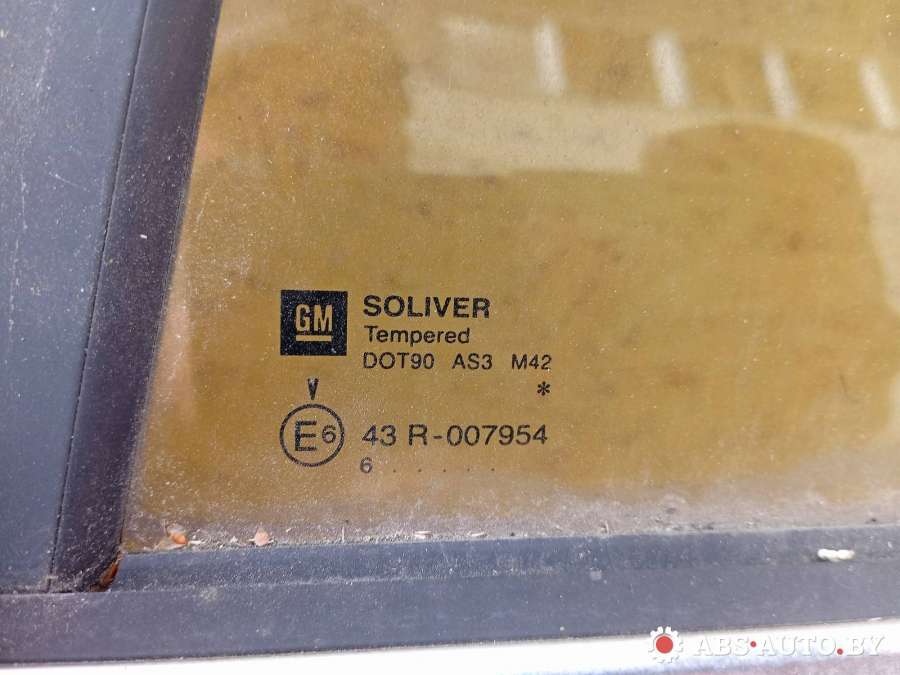 GM
SOLIVER
Tempered
DOT90 AS3 M42
V *
E6 43 R-007954
6 . . . . . . .
ABS-AUTO.BY